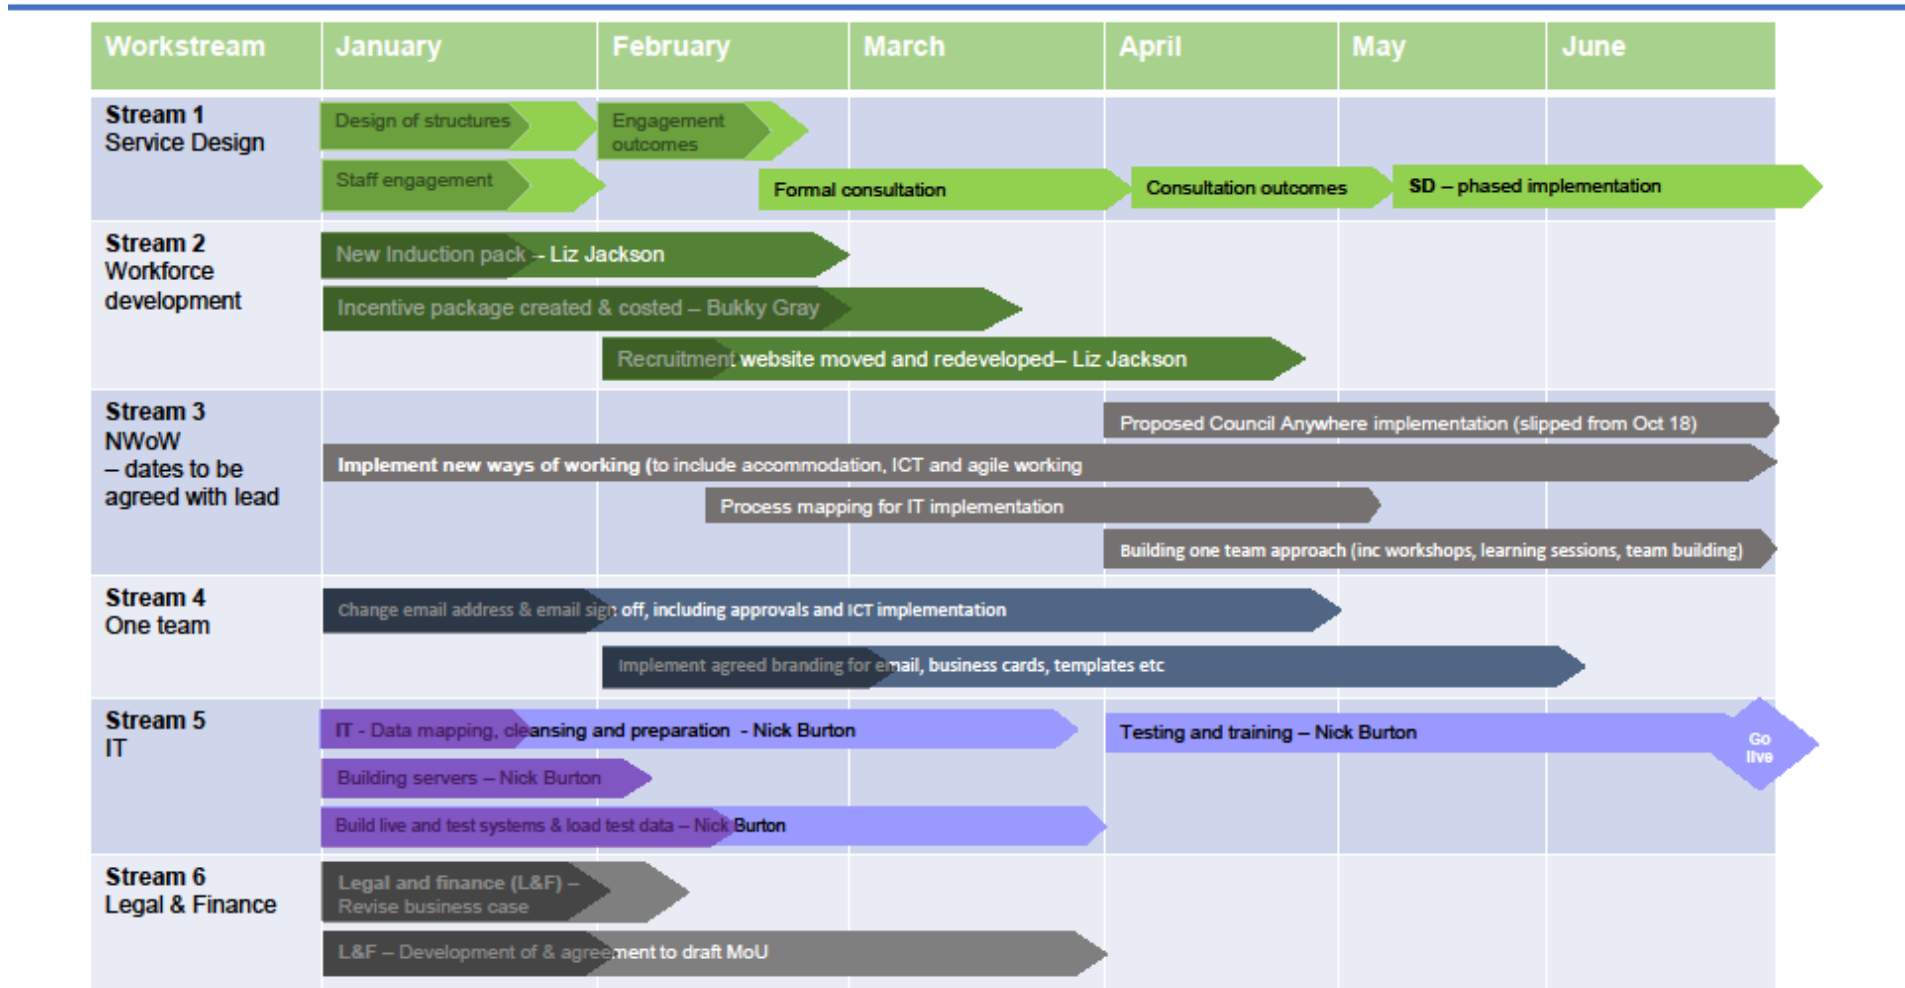 Workstream January February March April May June
Stream 1
Service Design
Design of structures
Engagement
outcomes
Staff engagement
Formal consultation
Consultation outcomes
SD – phased implementation
Stream 2
Workforce
development
New Induction pack – Liz Jackson
Incentive package created & costed – Bukky Gray
Recruitment website moved and redeveloped– Liz Jackson
Stream 3
NWoW
– dates to be
agreed with lead
Proposed Council Anywhere implementation (slipped from Oct 18)
Implement new ways of working (to include accommodation, ICT and agile working
Process mapping for IT implementation
Building one team approach (inc workshops, learning sessions, team building)
Stream 4
One team
Change email address & email sign off, including approvals and ICT implementation
Implement agreed branding for email, business cards, templates etc
Stream 5
IT
IT - Data mapping, cleansing and preparation - Nick Burton
Testing and training – Nick Burton
Go
live
Building servers – Nick Burton
Build live and test systems & load test data – Nick Burton
Stream 6
Legal & Finance
Legal and finance (L&F) –
Revise business case
L&F – Development of & agreement to draft MoU